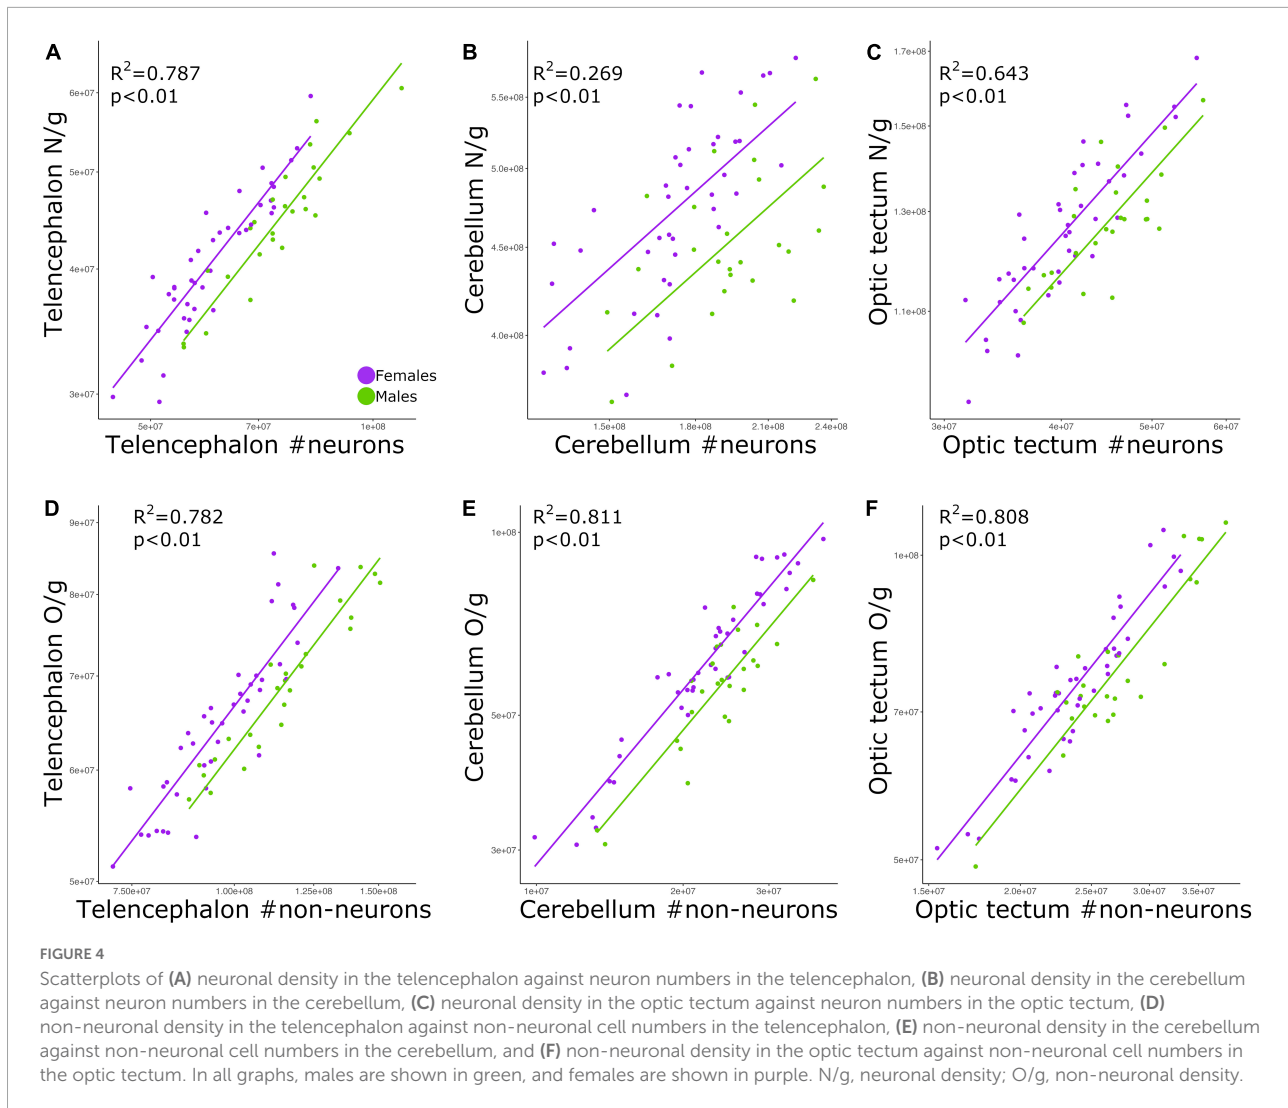 A
R²=0.787
p<0.01
Telencephalon N/g
6e+07
5e+07
4e+07
3e+07
5e+07 7e+07 1e+08
Telencephalon #neurons
Females
Males
B
R²=0.269
p<0.01
Cerebellum N/g
5.5e+08
5.0e+08
4.5e+08
4.0e+08
1.5e+08 1.8e+08 2.1e+08 2.4e+08
Cerebellum #neurons
C
R²=0.643
p<0.01
Optic tectum N/g
1.7e+08
1.5e+08
1.3e+08
1.1e+08
3e+07 4e+07 5e+07 6e+07
Optic tectum #neurons
D
R²=0.782
p<0.01
Telencephalon O/g
9e+07
8e+07
7e+07
6e+07
5e+07
7.50e+07 1.00e+08 1.25e+08 1.50e+08
Telencephalon #non-neurons
E
R²=0.811
p<0.01
Cerebellum O/g
1e+08
5e+07
3e+07
1e+07 2e+07 3e+07
Cerebellum #non-neurons
F
R²=0.808
p<0.01
Optic tectum O/g
1e+08
7e+07
5e+07
1.5e+07 2.0e+07 2.5e+07 3.0e+07 3.5e+07
Optic tectum #non-neurons
FIGURE 4
Scatterplots of (A) neuronal density in the telencephalon against neuron numbers in the telencephalon, (B) neuronal density in the cerebellum
against neuron numbers in the cerebellum, (C) neuronal density in the optic tectum against neuron numbers in the optic tectum, (D)
non-neuronal density in the telencephalon against non-neuronal cell numbers in the telencephalon, (E) non-neuronal density in the cerebellum
against non-neuronal cell numbers in the cerebellum, and (F) non-neuronal density in the optic tectum against non-neuronal cell numbers in
the optic tectum. In all graphs, males are shown in green, and females are shown in purple. N/g, neuronal density; O/g, non-neuronal density.